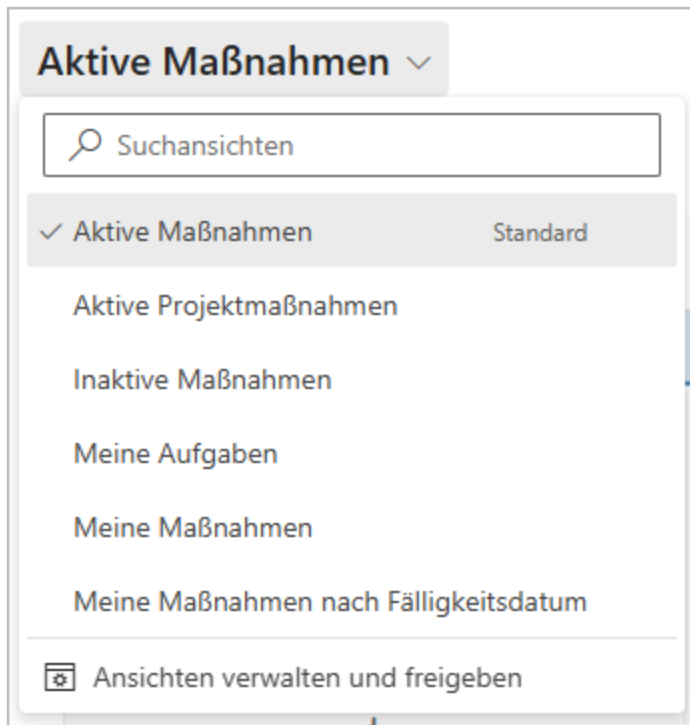 Aktive Maßnahmen
Suchansichten
Aktive Maßnahmen Standard
Aktive Projektmaßnahmen
Inaktive Maßnahmen
Meine Aufgaben
Meine Maßnahmen
Meine Maßnahmen nach Fälligkeitsdatum
Ansichten verwalten und freigeben